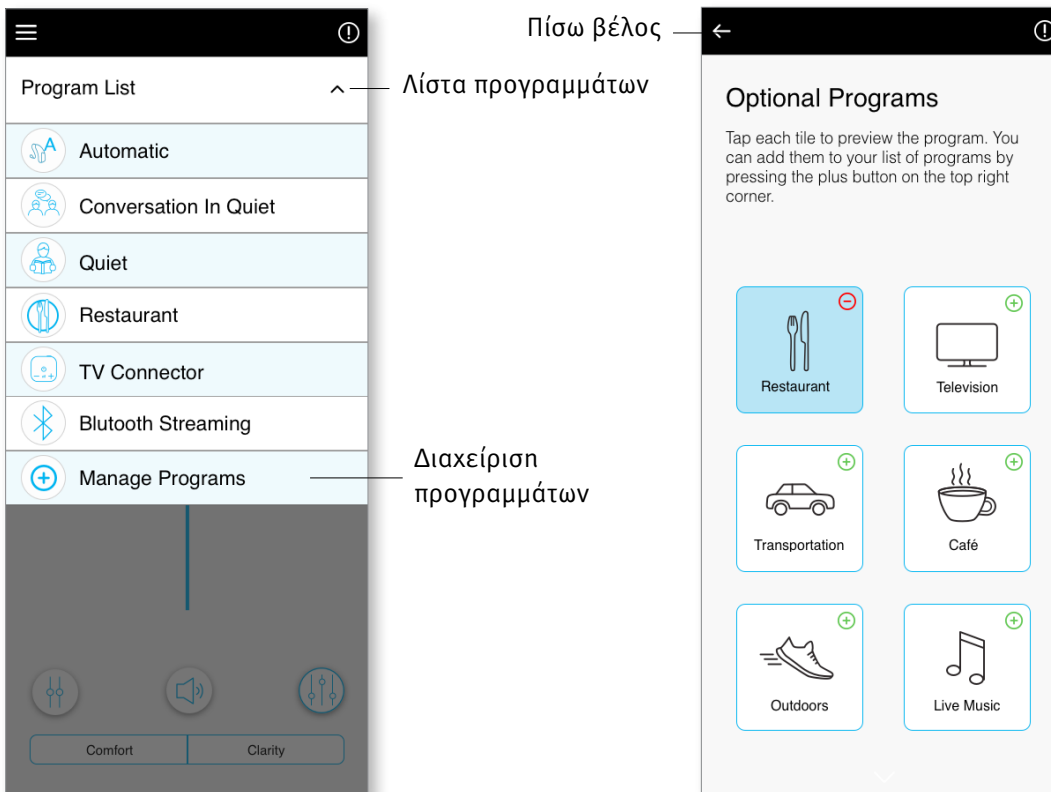 Program List
Automatic
Conversation In Quiet
Quiet
Restaurant
TV Connector
Blutooth Streaming
Manage Programs
Comfort
Clarity
Λίστα προγραμμάτων
Διαχείριση
προγραμμάτων
Πίσω βέλος
Optional Programs
Tap each tile to preview the program. You
can add them to your list of programs by
pressing the plus button on the top right
corner.
Restaurant
Television
Transportation
Café
Outdoors
Live Music